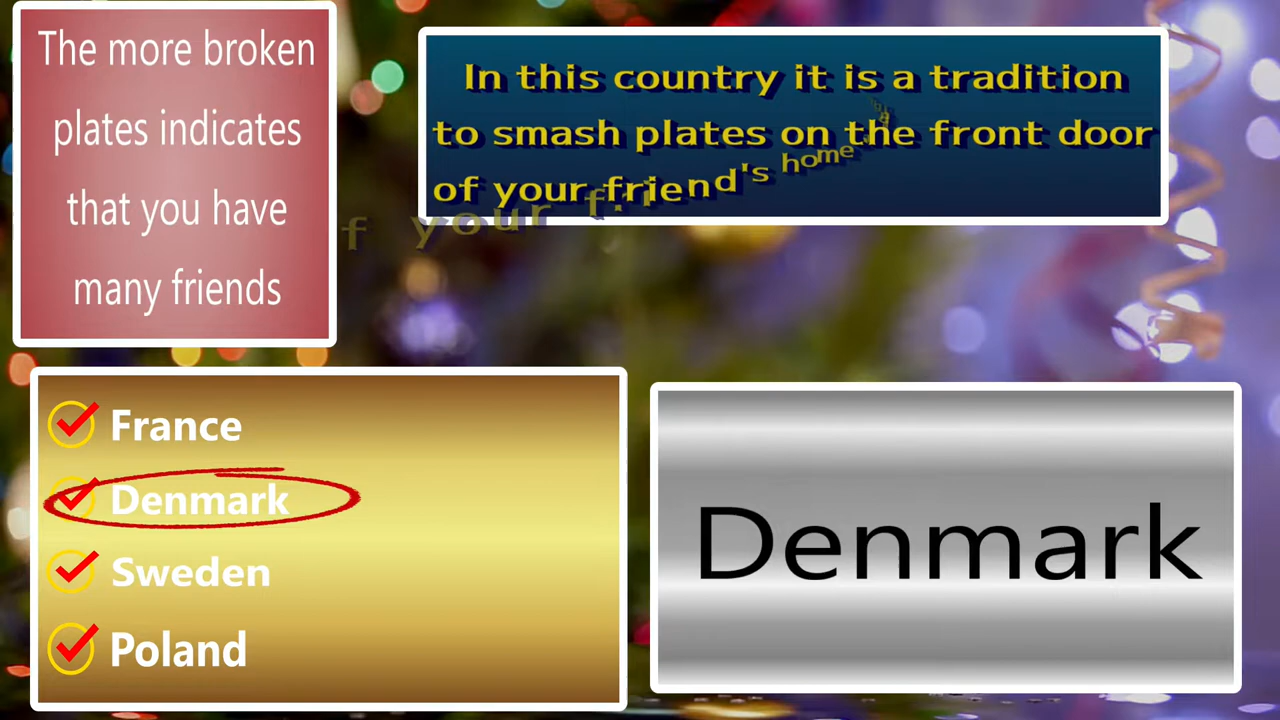 The more broken
plates indicates
that you have
many friends
In this country it is a tradition
to smash plates on the front door
of your friend's home
France
Denmark
Sweden
Poland
Denmark